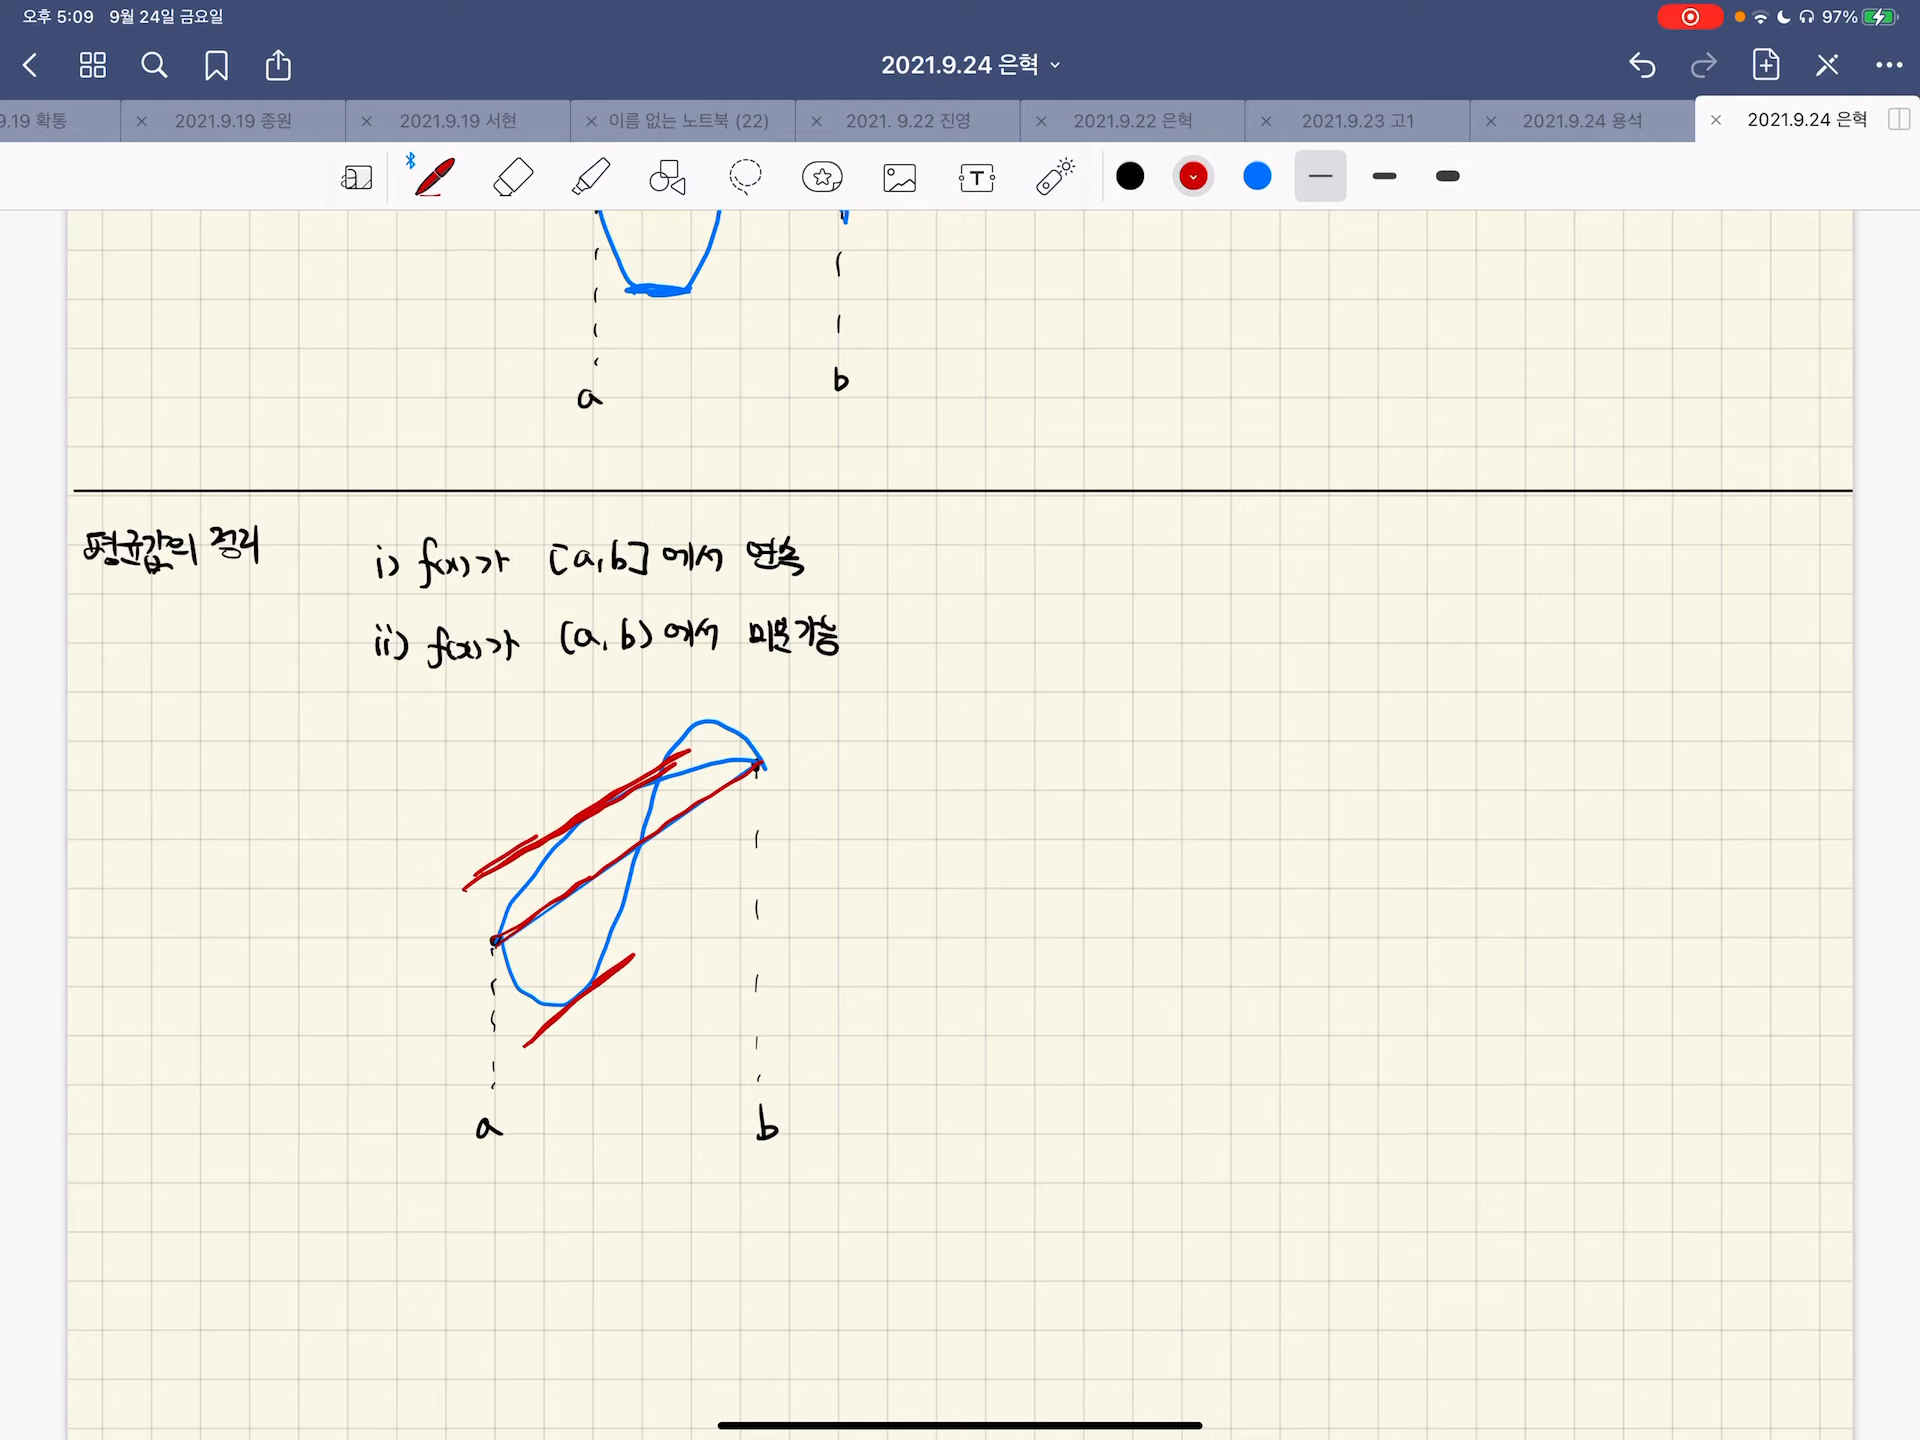 오후 5:09 9월 24일 금요일
97%
2021.9.24 은혁
9.19 확통
2021.9.19 종원
2021.9.19 서현
이름 없는 노트북 (22)
2021. 9.22 진영
2021.9.22 은혁
2021.9.23 고1
2021.9.24 용석
2021.9.24 은혁
a
b
평균값의 정리
i) f(x)가 [a,b]에서 연속
ii) f(x)가 (a,b)에서 미분가능
a
b